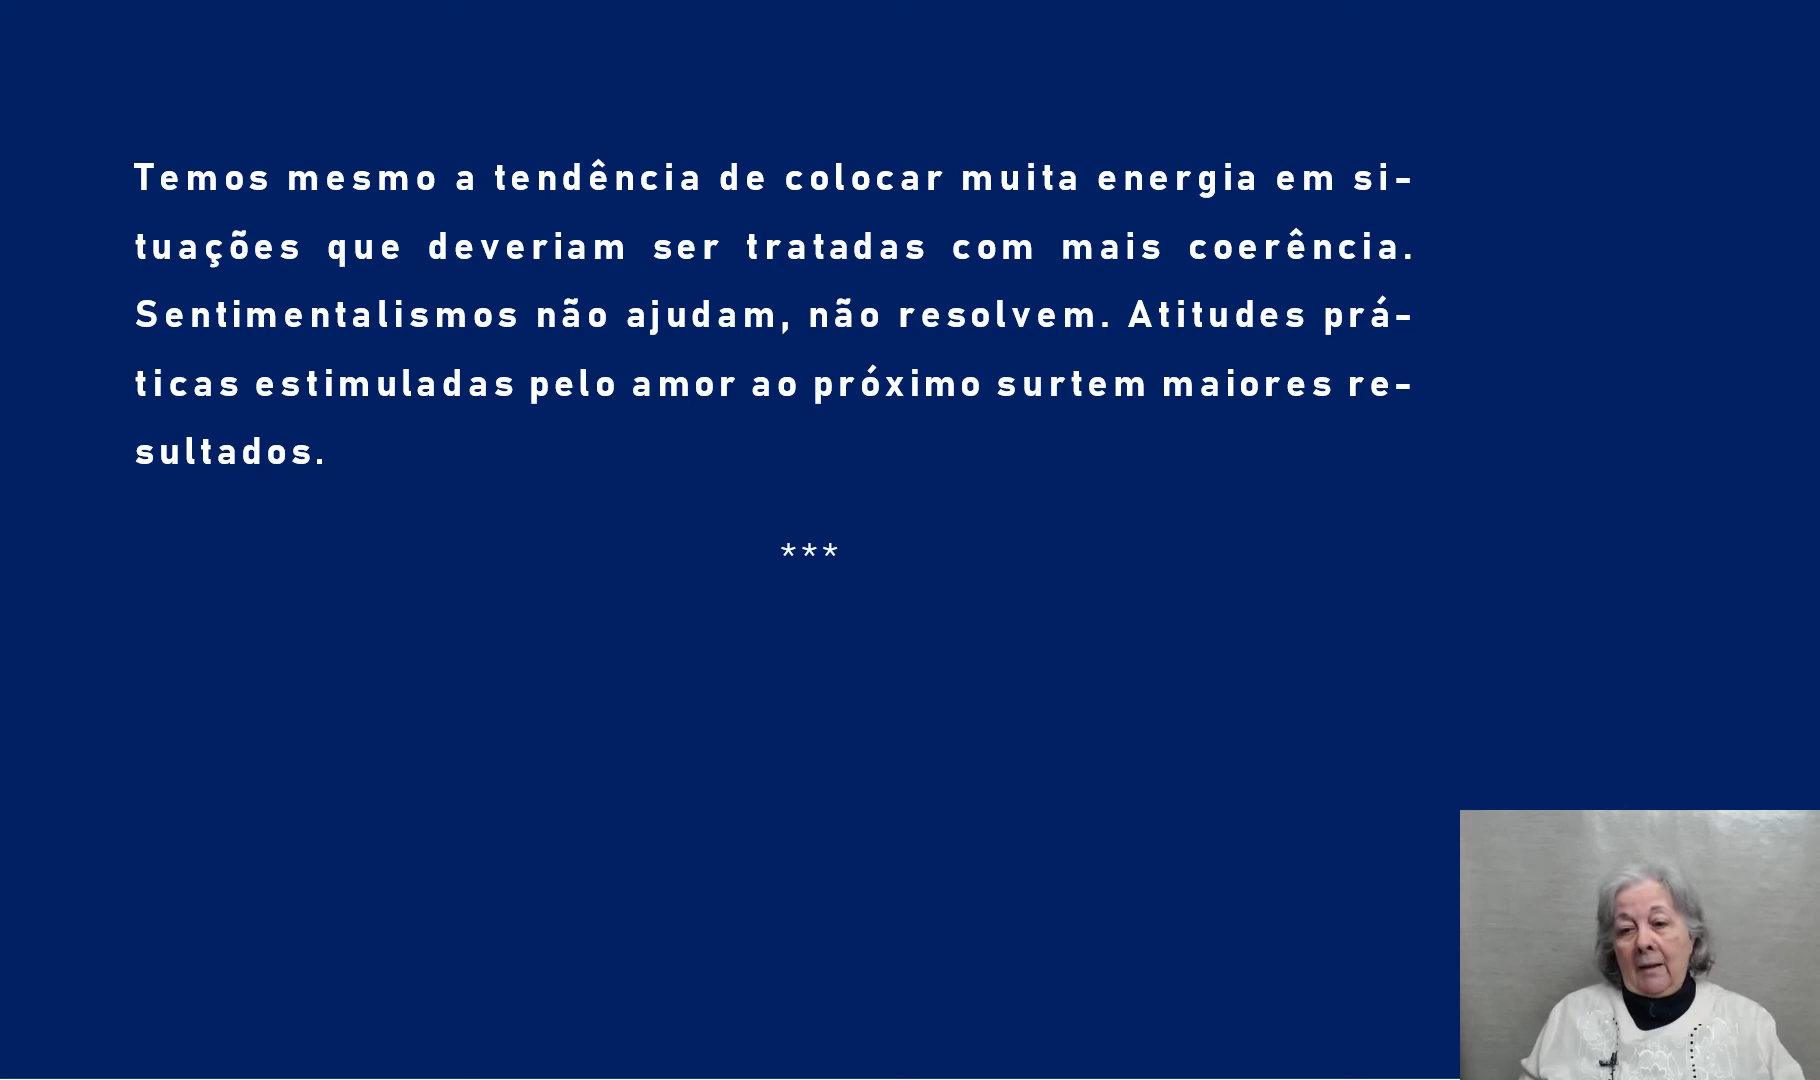 Temos mesmo a tendência de colocar muita energia em si-
tuações que deveriam ser tratadas com mais coerência.
Sentimentalismos não ajudam, não resolvem. Atitudes prá-
ticas estimuladas pelo amor ao próximo surtem maiores re-
sultados.
***